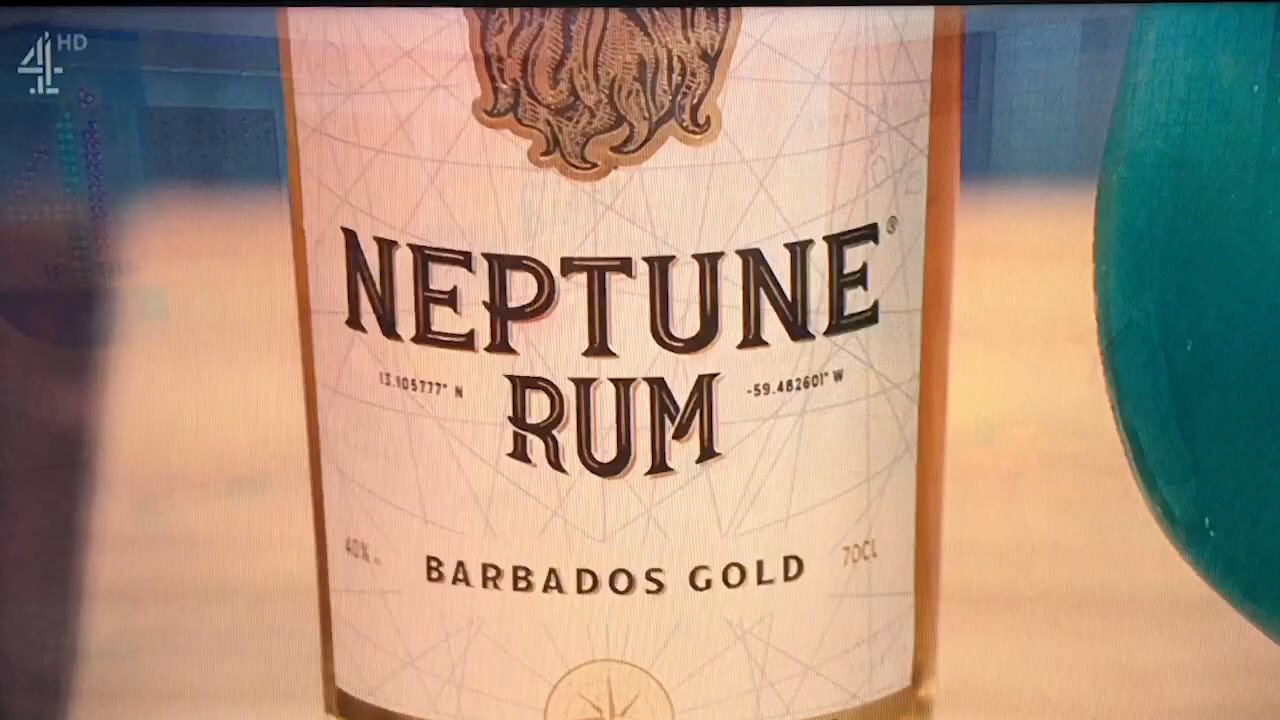 4 HD
NEPTUNE®
13.105777° N
RUM
-59.482601° W
40%
BARBADOS GOLD
70CL